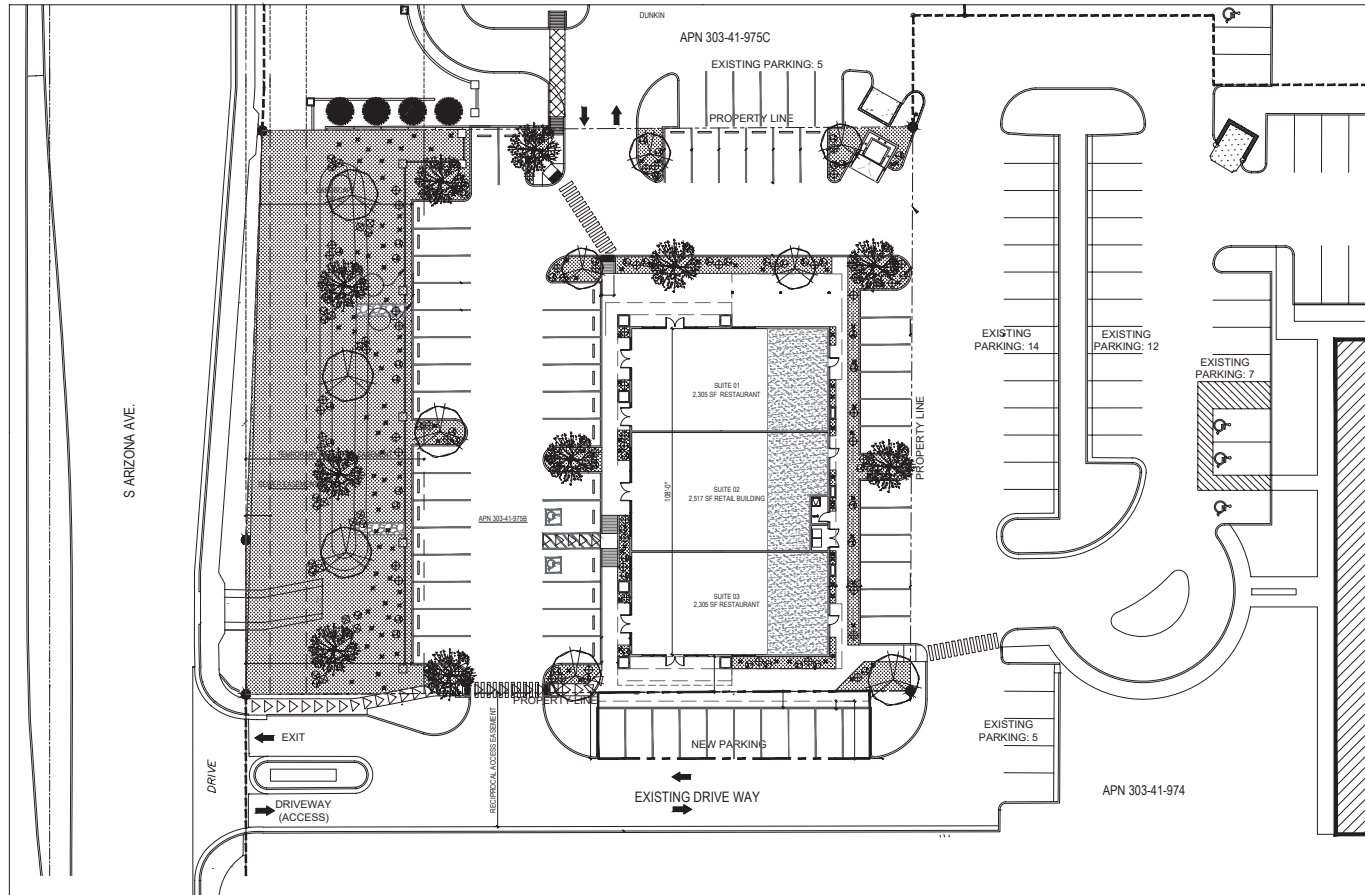 DUNKIN
APN 303-41-975C
EXISTING PARKING: 5
PROPERTY LINE
EXISTING
PARKING: 14
EXISTING
PARKING: 12
EXISTING
PARKING: 7
SUITE 01
2,305 SF RESTAURANT
PROPERTY LINE
S ARIZONA AVE.
SUITE 02
2,517 SF RETAIL BUILDING
108'-0"
APN 303-41-975B
SUITE 03
2,305 SF RESTAURANT
PROPERTY LINE
EXIT
NEW PARKING
EXISTING
PARKING: 5
RECIPROCAL ACCESS EASEMENT
DRIVE
DRIVEWAY
(ACCESS)
EXISTING DRIVE WAY
APN 303-41-974